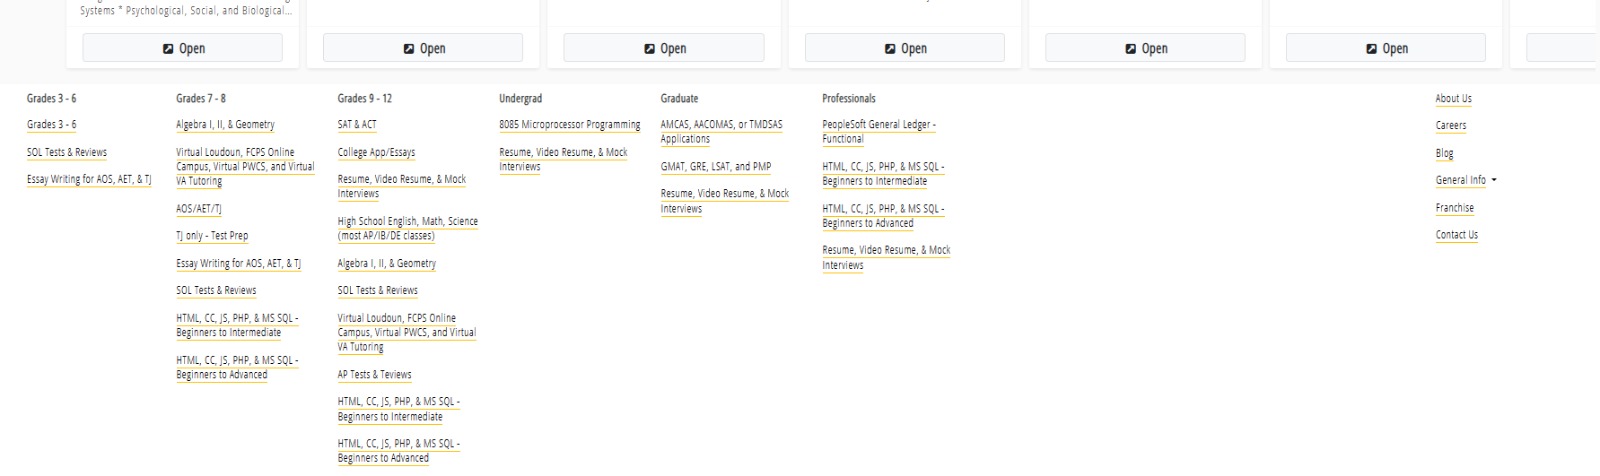 Systems * Psychological, Social, and Biological...
Open
Open
Open
Open
Open
Open
Grades 3 - 6
Grades 3 - 6
SOL Tests & Reviews
Essay Writing for AOS, AET, & TJ
Grades 7 - 8
Algebra I, II, & Geometry
Virtual Loudoun, FCPS Online
Campus, Virtual PWCS, and Virtual
VA Tutoring
AOS/AET/TJ
TJ only - Test Prep
Essay Writing for AOS, AET, & TJ
SOL Tests & Reviews
HTML, CC, JS, PHP, & MS SQL -
Beginners to Intermediate
HTML, CC, JS, PHP, & MS SQL -
Beginners to Advanced
Grades 9 - 12
SAT & ACT
College App/Essays
Resume, Video Resume, & Mock
Interviews
High School English, Math, Science
(most AP/IB/DE classes)
Algebra I, II, & Geometry
SOL Tests & Reviews
Virtual Loudoun, FCPS Online
Campus, Virtual PWCS, and Virtual
VA Tutoring
AP Tests & Teviews
HTML, CC, JS, PHP, & MS SQL -
Beginners to Intermediate
HTML, CC, JS, PHP, & MS SQL -
Beginners to Advanced
Undergrad
8085 Microprocessor Programming
Resume, Video Resume, & Mock
Interviews
Graduate
AMCAS, AACOMAS, or TMDSAS
Applications
GMAT, GRE, LSAT, and PMP
Resume, Video Resume, & Mock
Interviews
Professionals
PeopleSoft General Ledger -
Functional
HTML, CC, JS, PHP, & MS SQL -
Beginners to Intermediate
HTML, CC, JS, PHP, & MS SQL -
Beginners to Advanced
Resume, Video Resume, & Mock
Interviews
About Us
Careers
Blog
General Info
Franchise
Contact Us